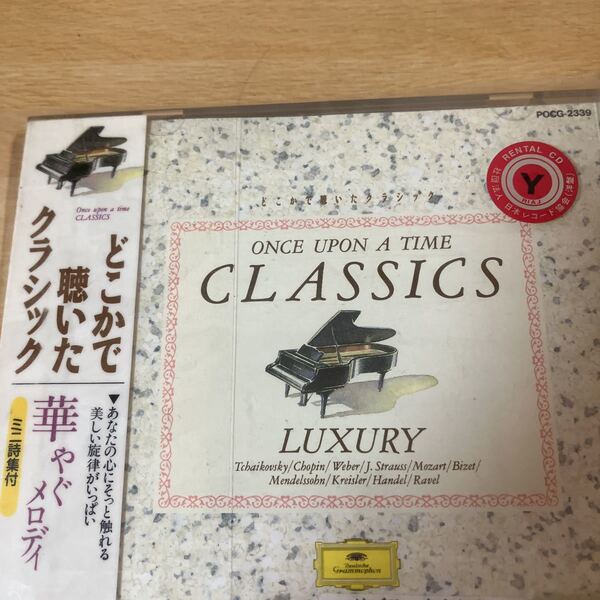 Once upon a time
CLASSICS
どこかで
聴いた
クラシック
▼あなたの心にそっと触れる
美しい旋律がいっぱい
華やぐ
メロディ
ミニ詩集付
POCG-2339
RENTAL CD
Y
RIAJ
どこかで聴いたクラシック
ONCE UPON A TIME
CLASSICS
LUXURY
Tchaikovsky/Chopin/Weber/J. Strauss/Mozart/Bizet/
Mendelssohn/Kreisler/Handel/Ravel
Deutsche
Grammophon